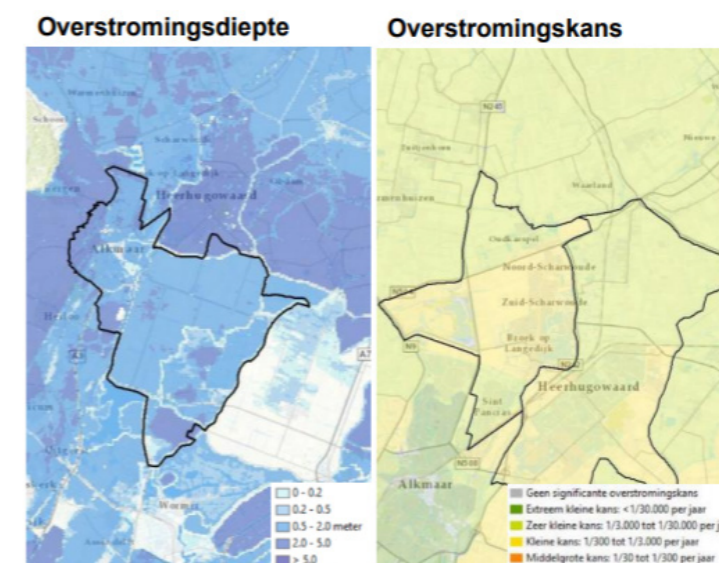 Overstromingsdiepte
Overstromingskans
Heerhugowaard
Alkmaar
Wormer
A7
0 - 0.2
0.2 - 0.5
0.5 - 2.0 meter
2.0 - 5.0
> 5.0
N245
Waarland
Oudkarspel
Noord-Scharwoude
Zuid-Scharwoude
Broek op
Langedijk
N9
N242
Heerhugowaard
Sint
Pancras
N508
Alkmaar
Geen significante overstromingskans
Extreem kleine kans: < 1/30.000 per jaar
Zeer kleine kans: 1/3.000 tot 1/30.000 per j
Kleine kans: 1/300 tot 1/3.000 per jaar
Middelgrote kans: 1/30 tot 1/300 per jaar